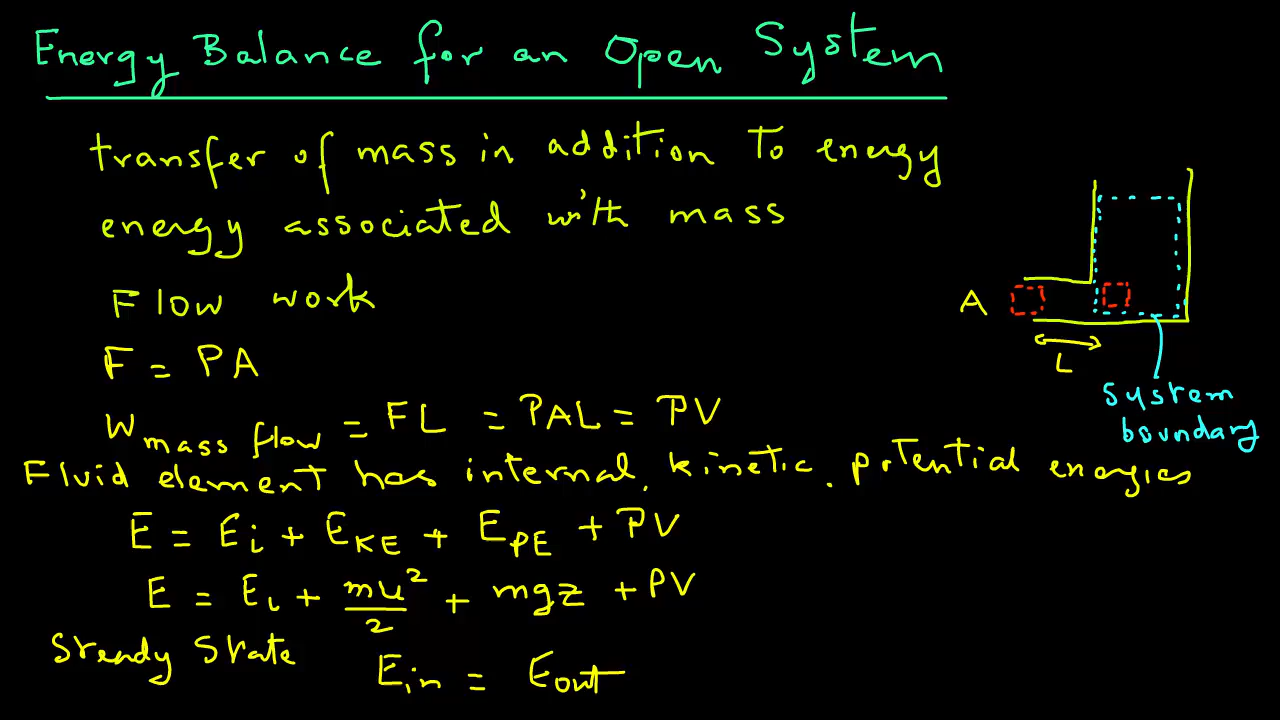 Energy Balance for an Open System
transfer of mass in addition to energy
energy associated with mass
Flow work
F = PA
W mass flow = FL = PAL = PV
Fluid element has internal, kinetic, potential energies
E = Ei + EKE + EPE + PV
E = Ei + mu²/2 + mgz + PV
Steady State
Ein = Eout
A
L
system
boundary